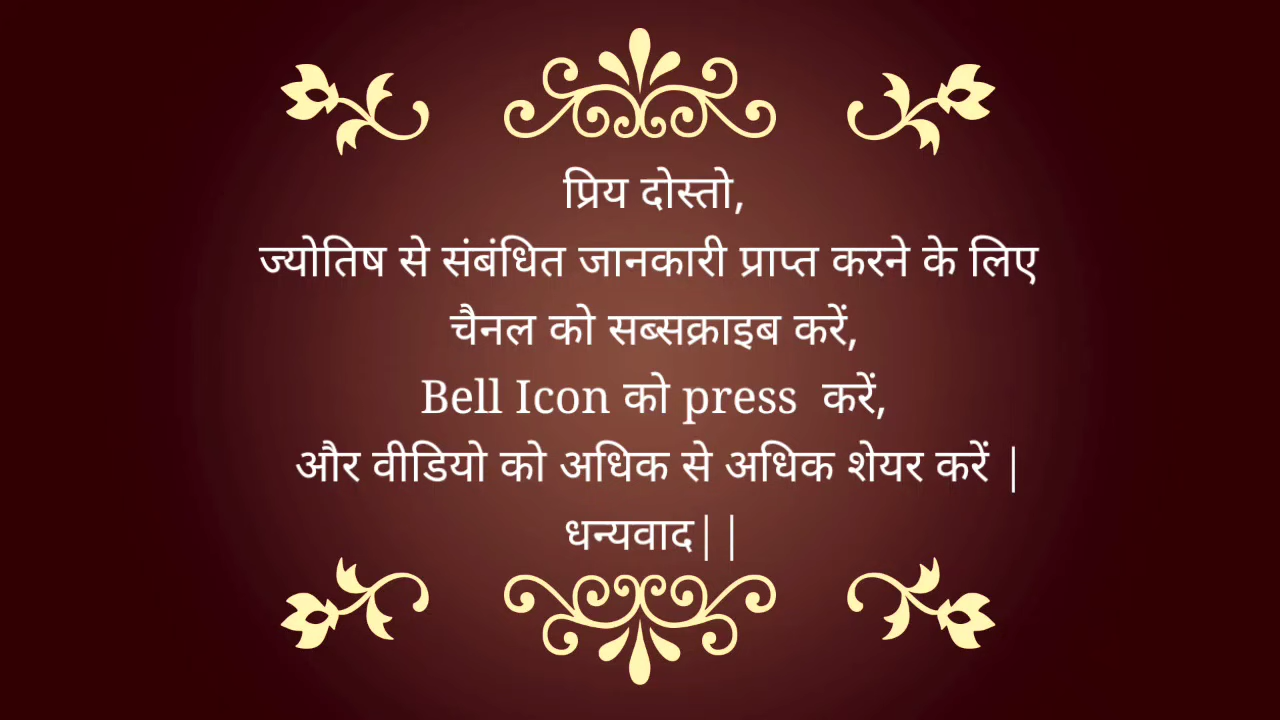 प्रिय दोस्तो,
ज्योतिष से संबंधित जानकारी प्राप्त करने के लिए
चैनल को सब्सक्राइब करें,
Bell Icon को press  करें,
और वीडियो को अधिक से अधिक शेयर करें |
धन्यवाद||